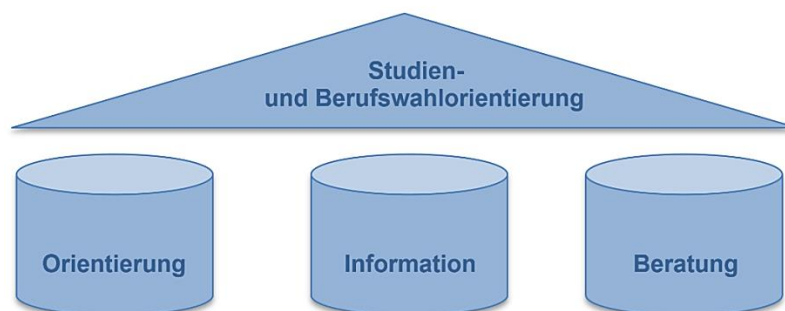 Studien-
und Berufswahlorientierung
Orientierung
Information
Beratung